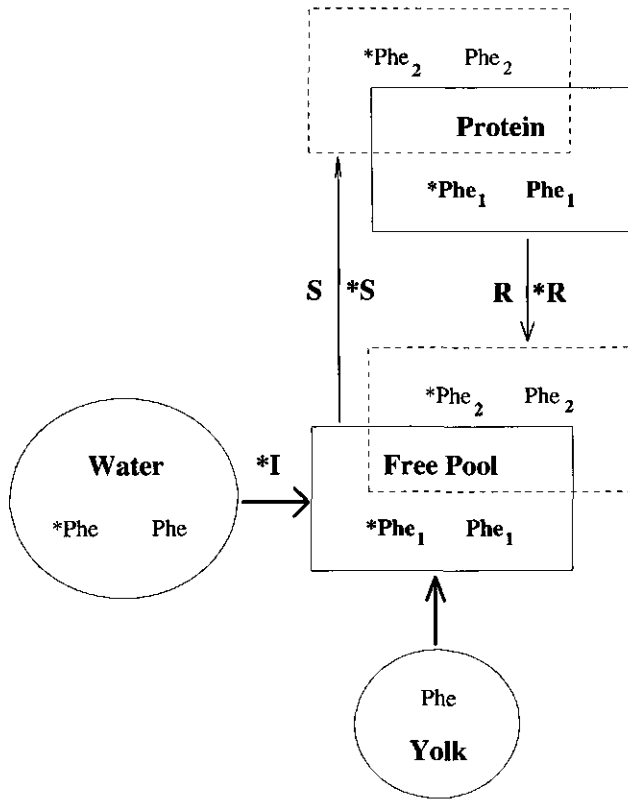 *Phe₂ Phe₂
Protein
*Phe₁ Phe₁
S *S
R *R
*Phe₂ Phe₂
Water
*I
Free Pool
*Phe Phe
*Phe₁ Phe₁
Phe
Yolk